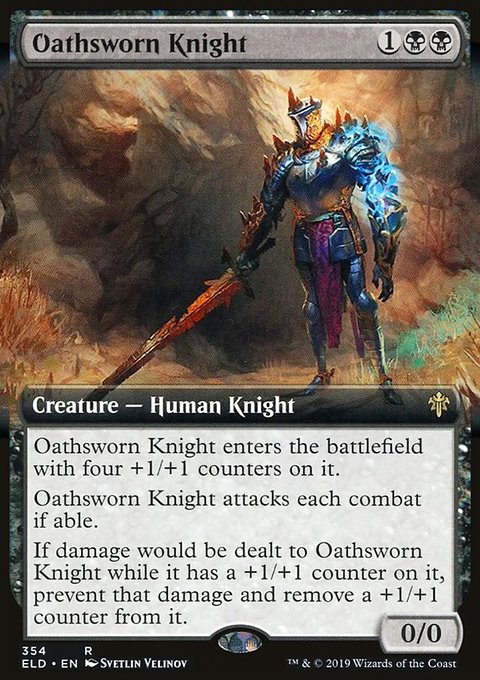 Oathsworn Knight
1
Creature — Human Knight
Oathsworn Knight enters the battlefield
with four +1/+1 counters on it.
Oathsworn Knight attacks each combat
if able.
If damage would be dealt to Oathsworn
Knight while it has a +1/+1 counter on it,
prevent that damage and remove a +1/+1
counter from it.
0/0
354 R
ELD • EN Svetlin Velinov
™ & © 2019 Wizards of the Coast